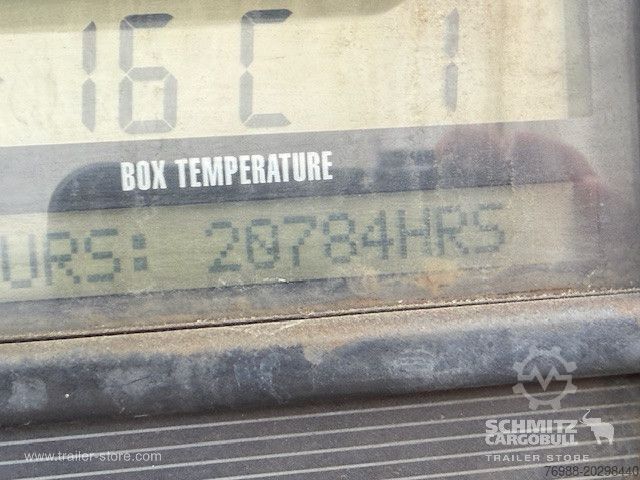 16 C 1
BOX TEMPERATURE
URS: 20784HRS
SCHMITZ
CARGOBULL
TRAILER STORE
www.trailer-store.com
76988-20298440